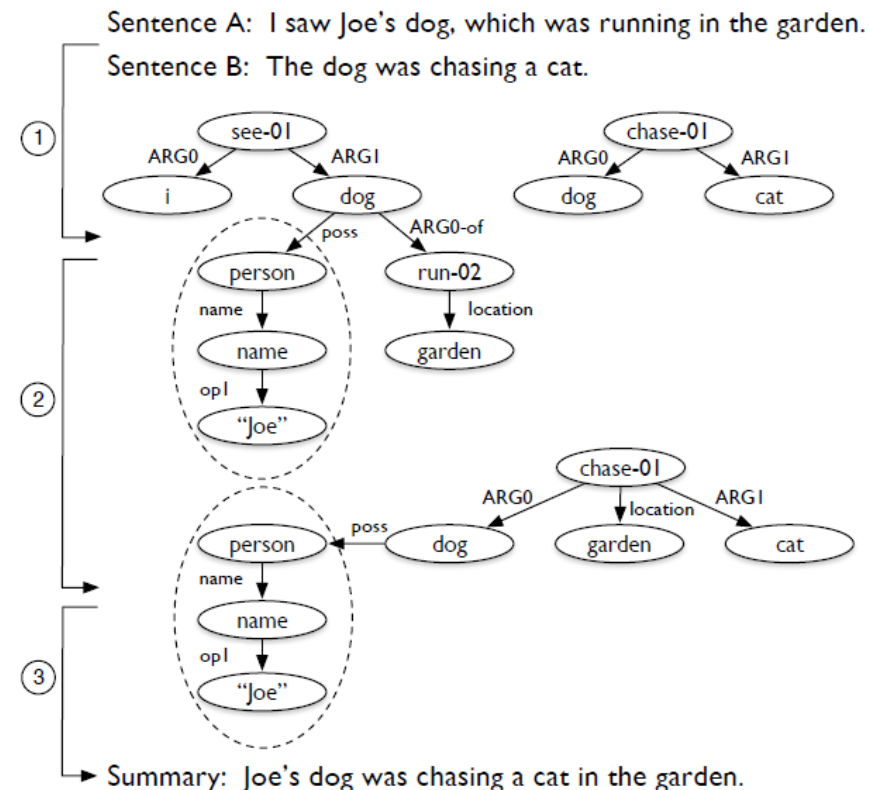 Sentence A: I saw Joe's dog, which was running in the garden.
Sentence B: The dog was chasing a cat.
1
see-01
chase-01
ARG0
ARG1
ARG0
ARG1
i
dog
dog
cat
poss
ARG0-of
person
run-02
name
location
name
garden
op1
“Joe”
2
chase-01
ARG0
location
ARG1
poss
person
dog
garden
cat
name
name
op1
“Joe”
3
Summary: Joe's dog was chasing a cat in the garden.